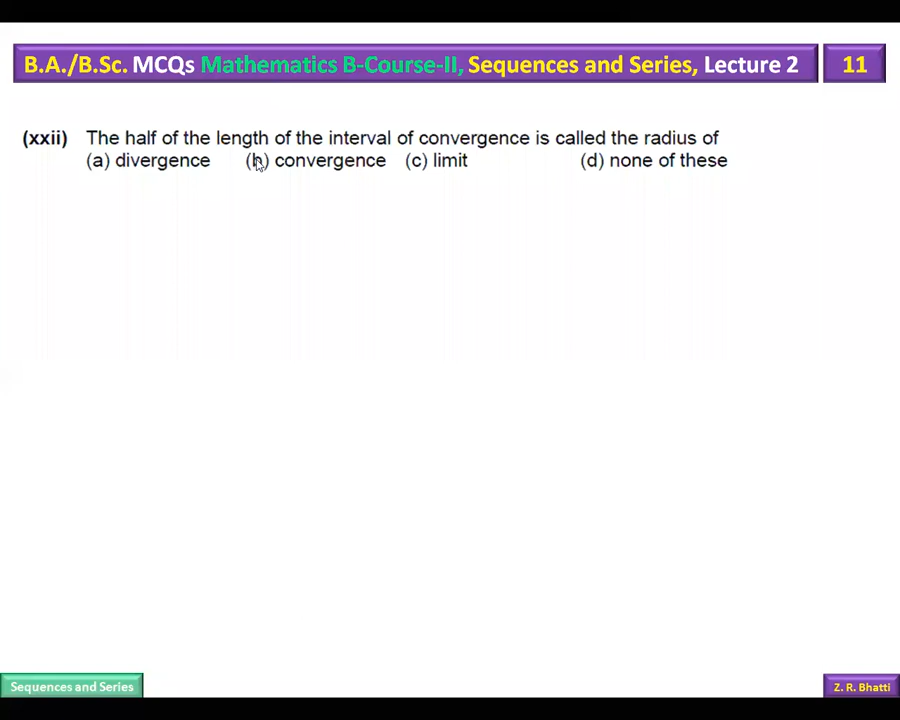 B.A./B.Sc. MCQs Mathematics B-Course-II, Sequences and Series, Lecture 2 11
(xxii) The half of the length of the interval of convergence is called the radius of
(a) divergence (b) convergence (c) limit (d) none of these
Sequences and Series Z. R. Bhatti